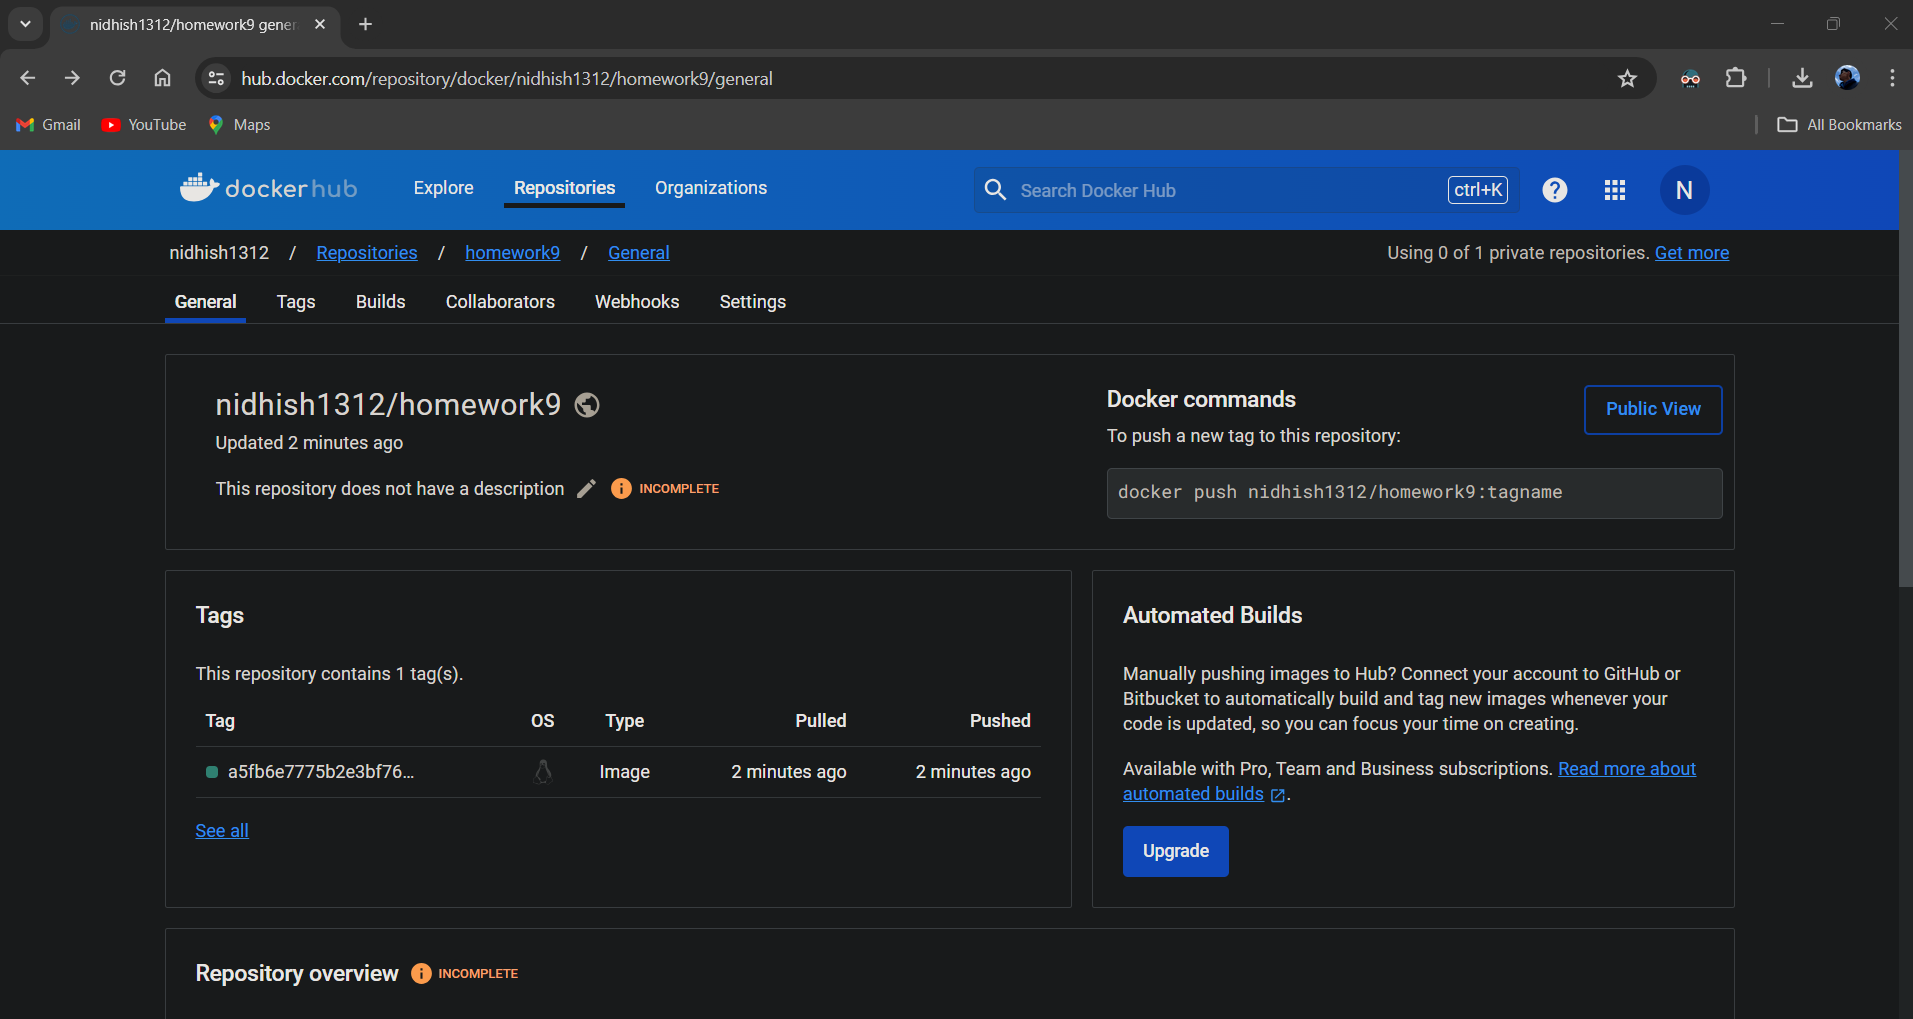 nidhish1312/homework9 gener
hub.docker.com/repository/docker/nidhish1312/homework9/general
Gmail YouTube Maps All Bookmarks
dockerhub Explore Repositories Organizations Search Docker Hub ctrl+K ? N
nidhish1312 / Repositories / homework9 / General Using 0 of 1 private repositories. Get more
General Tags Builds Collaborators Webhooks Settings
nidhish1312/homework9
Updated 2 minutes ago
This repository does not have a description INCOMPLETE
Docker commands
Public View
To push a new tag to this repository:
docker push nidhish1312/homework9:tagname
Tags
This repository contains 1 tag(s).
Tag OS Type Pulled Pushed
a5fb6e7775b2e3bf76... Image 2 minutes ago 2 minutes ago
See all
Automated Builds
Manually pushing images to Hub? Connect your account to GitHub or
Bitbucket to automatically build and tag new images whenever your
code is updated, so you can focus your time on creating.
Available with Pro, Team and Business subscriptions. Read more about
automated builds .
Upgrade
Repository overview INCOMPLETE